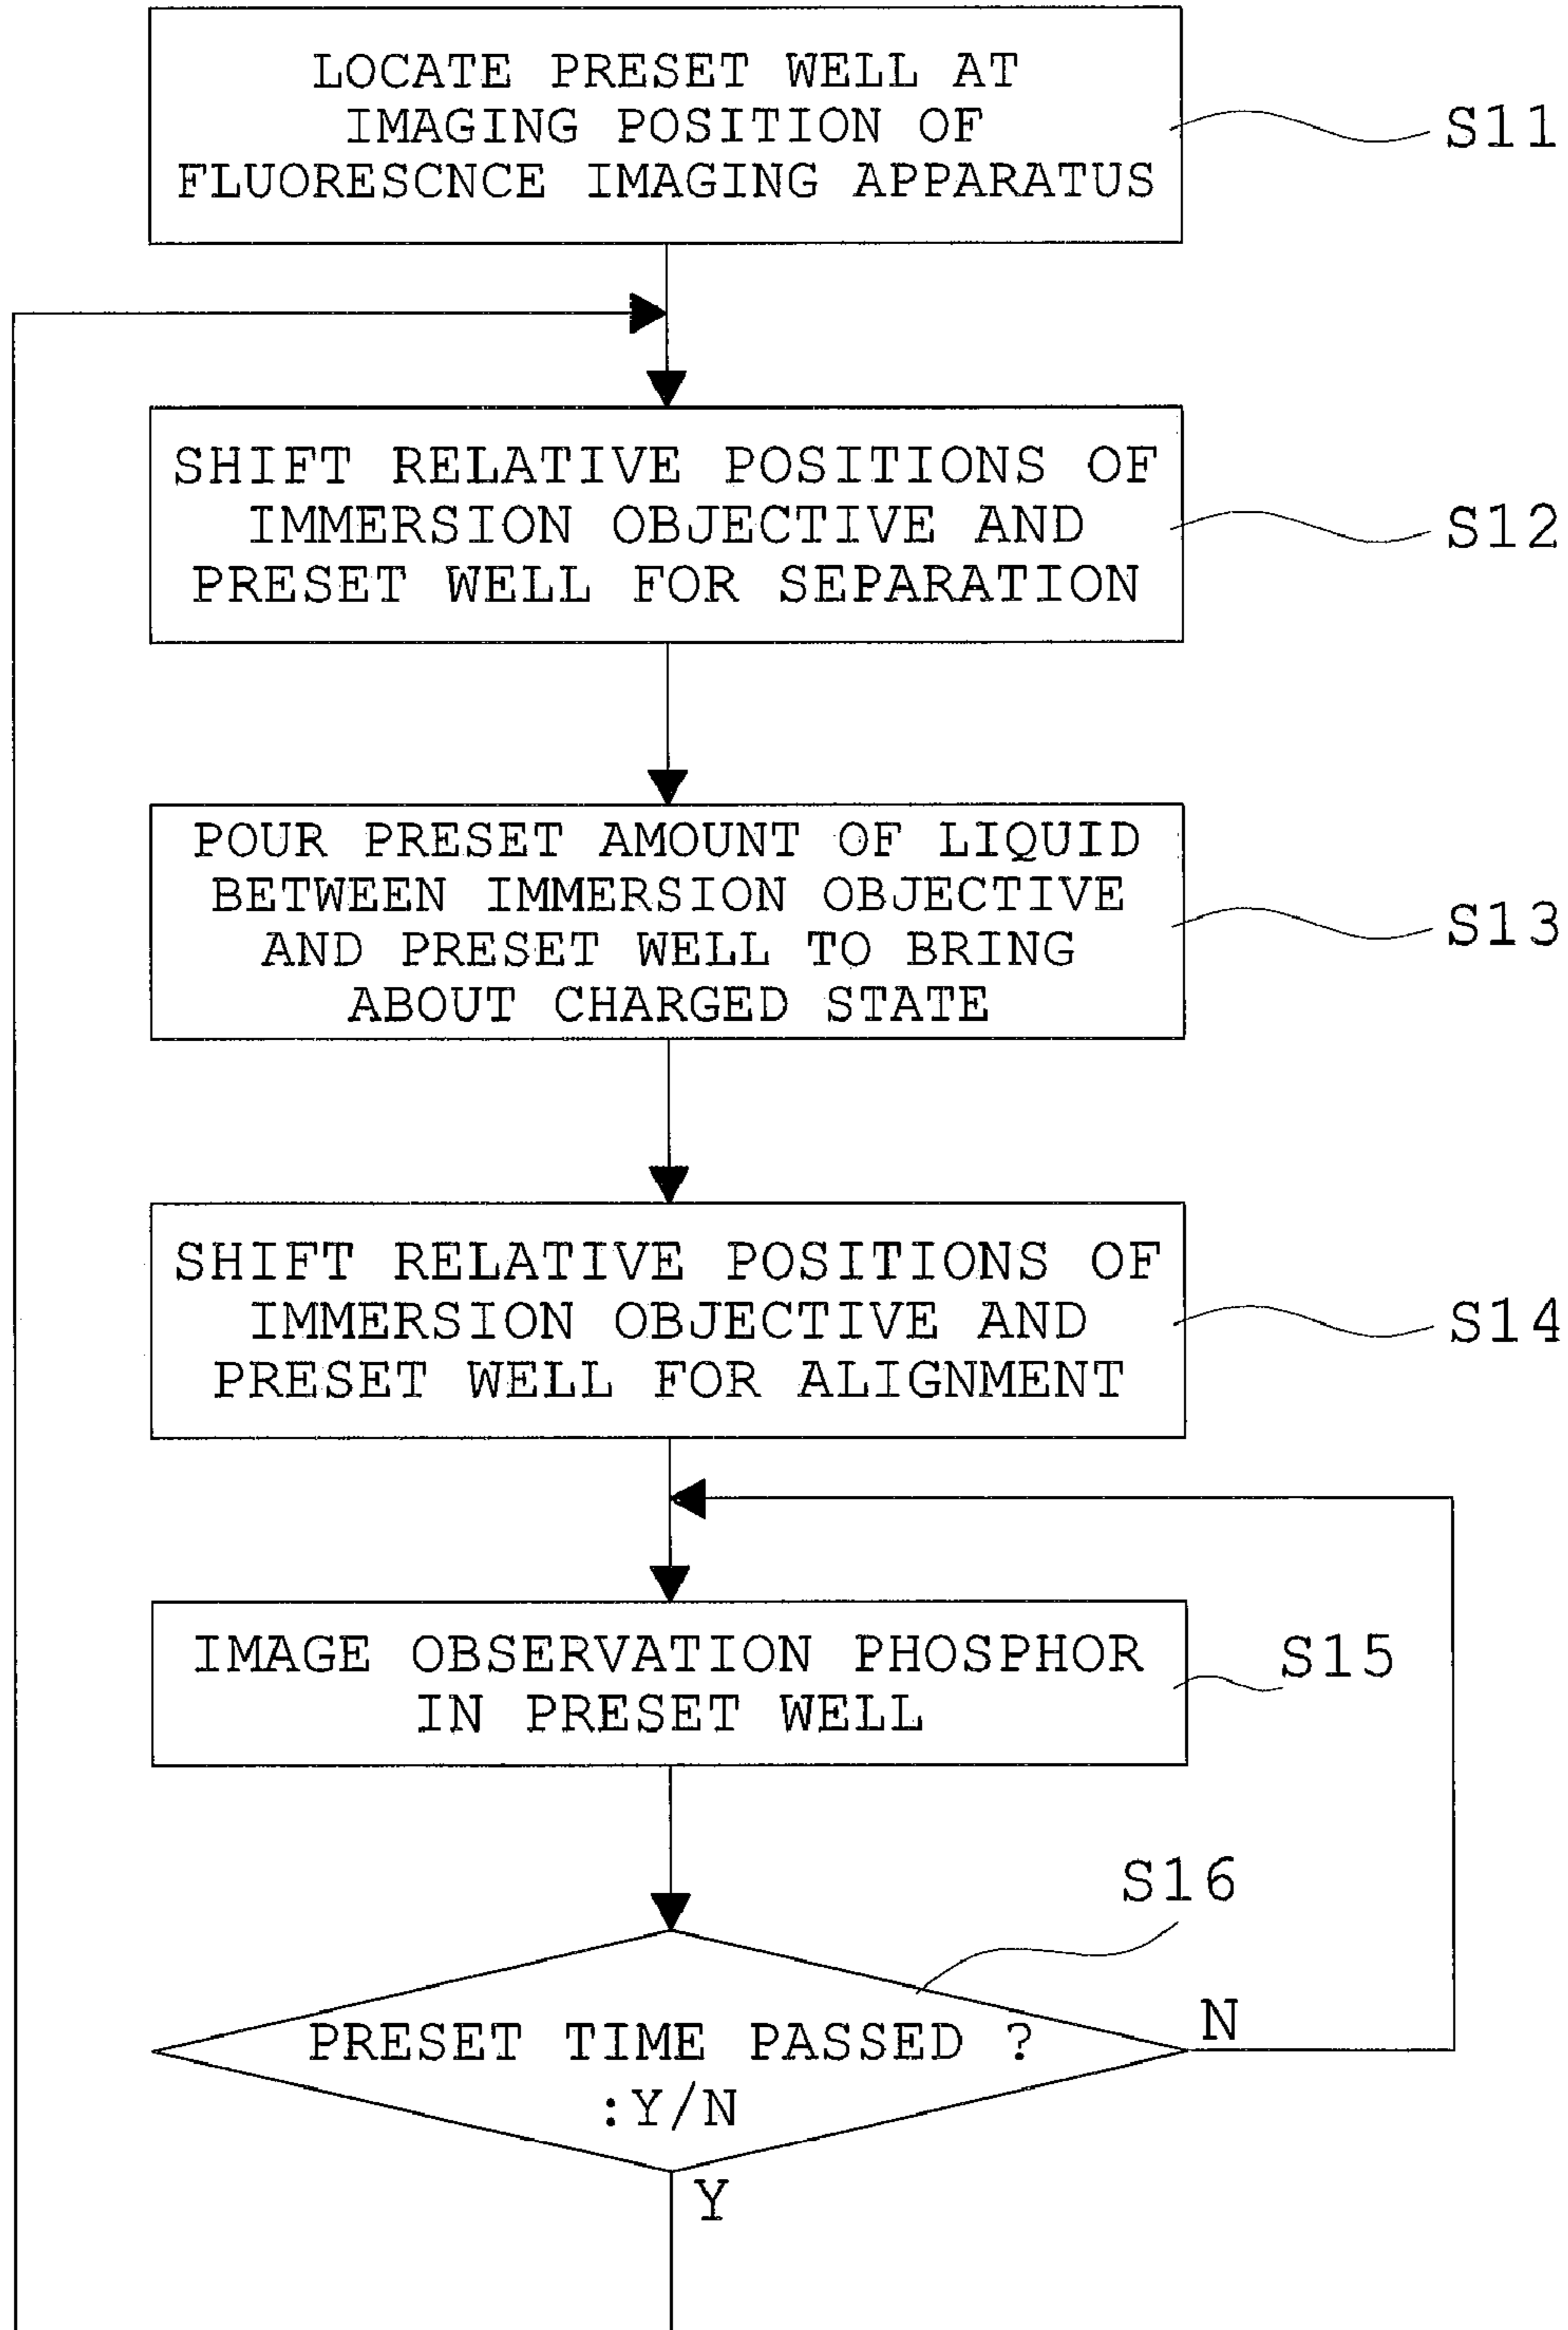 LOCATE PRESET WELL AT
IMAGING POSITION OF
FLUORESCNCE IMAGING APPARATUS
S11
SHIFT RELATIVE POSITIONS OF
IMMERSION OBJECTIVE AND
PRESET WELL FOR SEPARATION
S12
POUR PRESET AMOUNT OF LIQUID
BETWEEN IMMERSION OBJECTIVE
AND PRESET WELL TO BRING
ABOUT CHARGED STATE
S13
SHIFT RELATIVE POSITIONS OF
IMMERSION OBJECTIVE AND
PRESET WELL FOR ALIGNMENT
S14
IMAGE OBSERVATION PHOSPHOR
IN PRESET WELL
S15
S16
PRESET TIME PASSED ?
:Y/N
N
Y